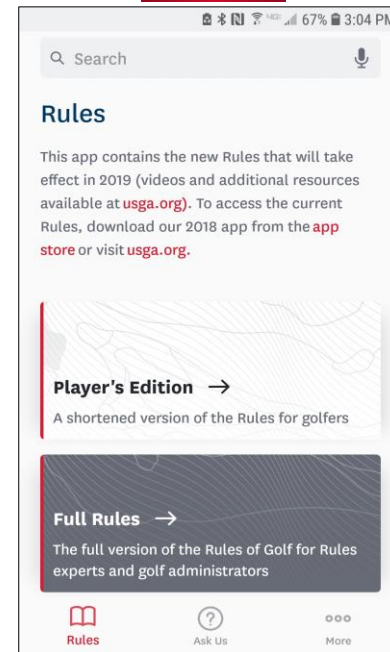 67% 3:04 PM
Search
Rules
This app contains the new Rules that will take
effect in 2019 (videos and additional resources
available at usga.org). To access the current
Rules, download our 2018 app from the app
store or visit usga.org.
Player's Edition →
A shortened version of the Rules for golfers
Full Rules →
The full version of the Rules of Golf for Rules
experts and golf administrators
Rules Ask Us More